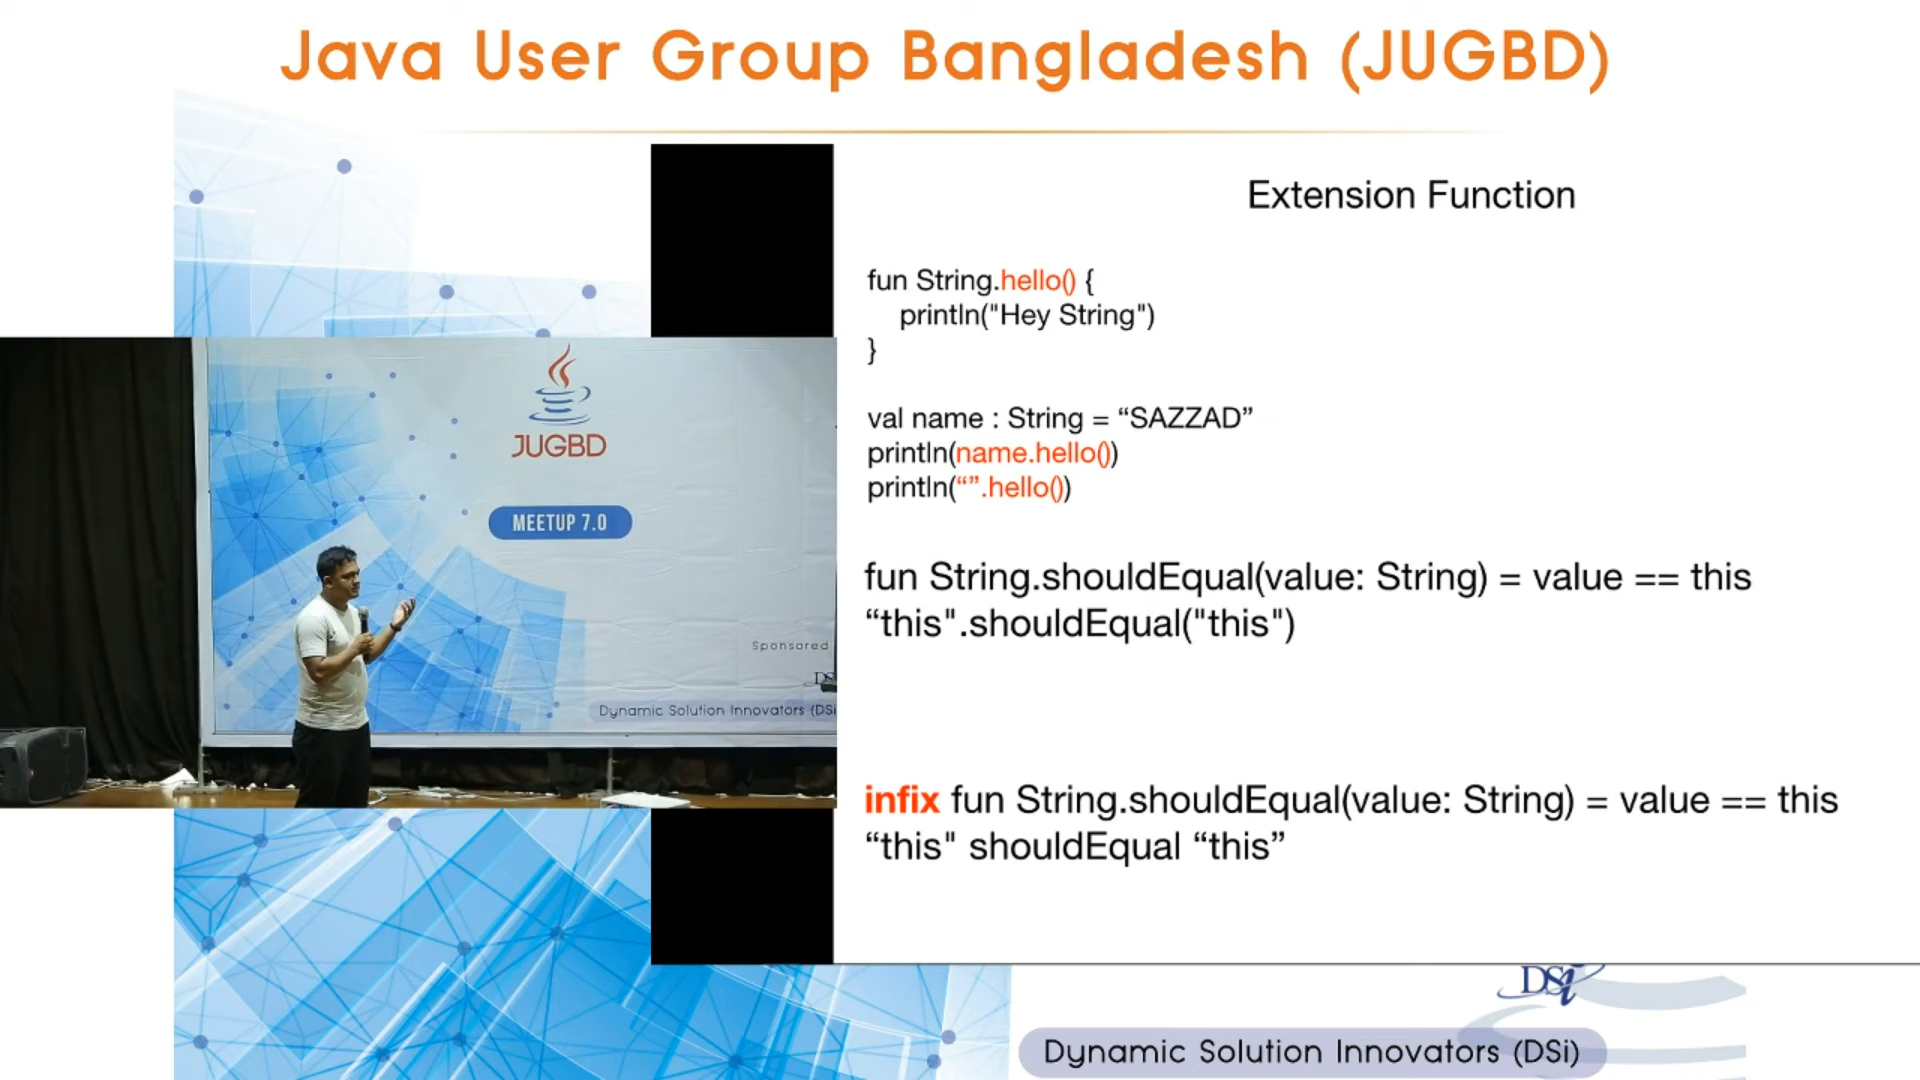 Java User Group Bangladesh (JUGBD)
Extension Function
fun String.hello() {
println("Hey String")
}
val name : String = “SAZZAD”
println(name.hello())
println(“”.hello())
fun String.shouldEqual(value: String) = value == this
“this".shouldEqual("this")
infix fun String.shouldEqual(value: String) = value == this
“this" shouldEqual “this”
JUGBD
MEETUP 7.0
Sponsored
Dynamic Solution Innovators (DSi
DSi
Dynamic Solution Innovators (DSi)